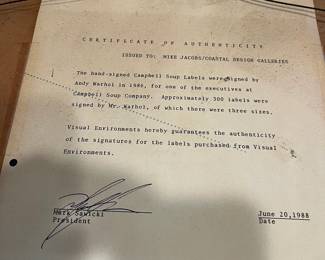 CERTIFICATE OF AUTHENTICITY
ISSUED TO: MIKE JACOBS/COASTAL DESIGN GALLERIES
The hand-signed Campbell Soup Labels were signed by
Andy Warhol in 1986, for one of the executives at
Campbell Soup Company. Approximately 300 labels were
signed by Mr. Warhol, of which there were three sizes.
Visual Environments hereby guarantees the authenticity
of the signatures for the labels purchased from Visual
Environments.
Mark Sawicki
President
June 20,1988
Date